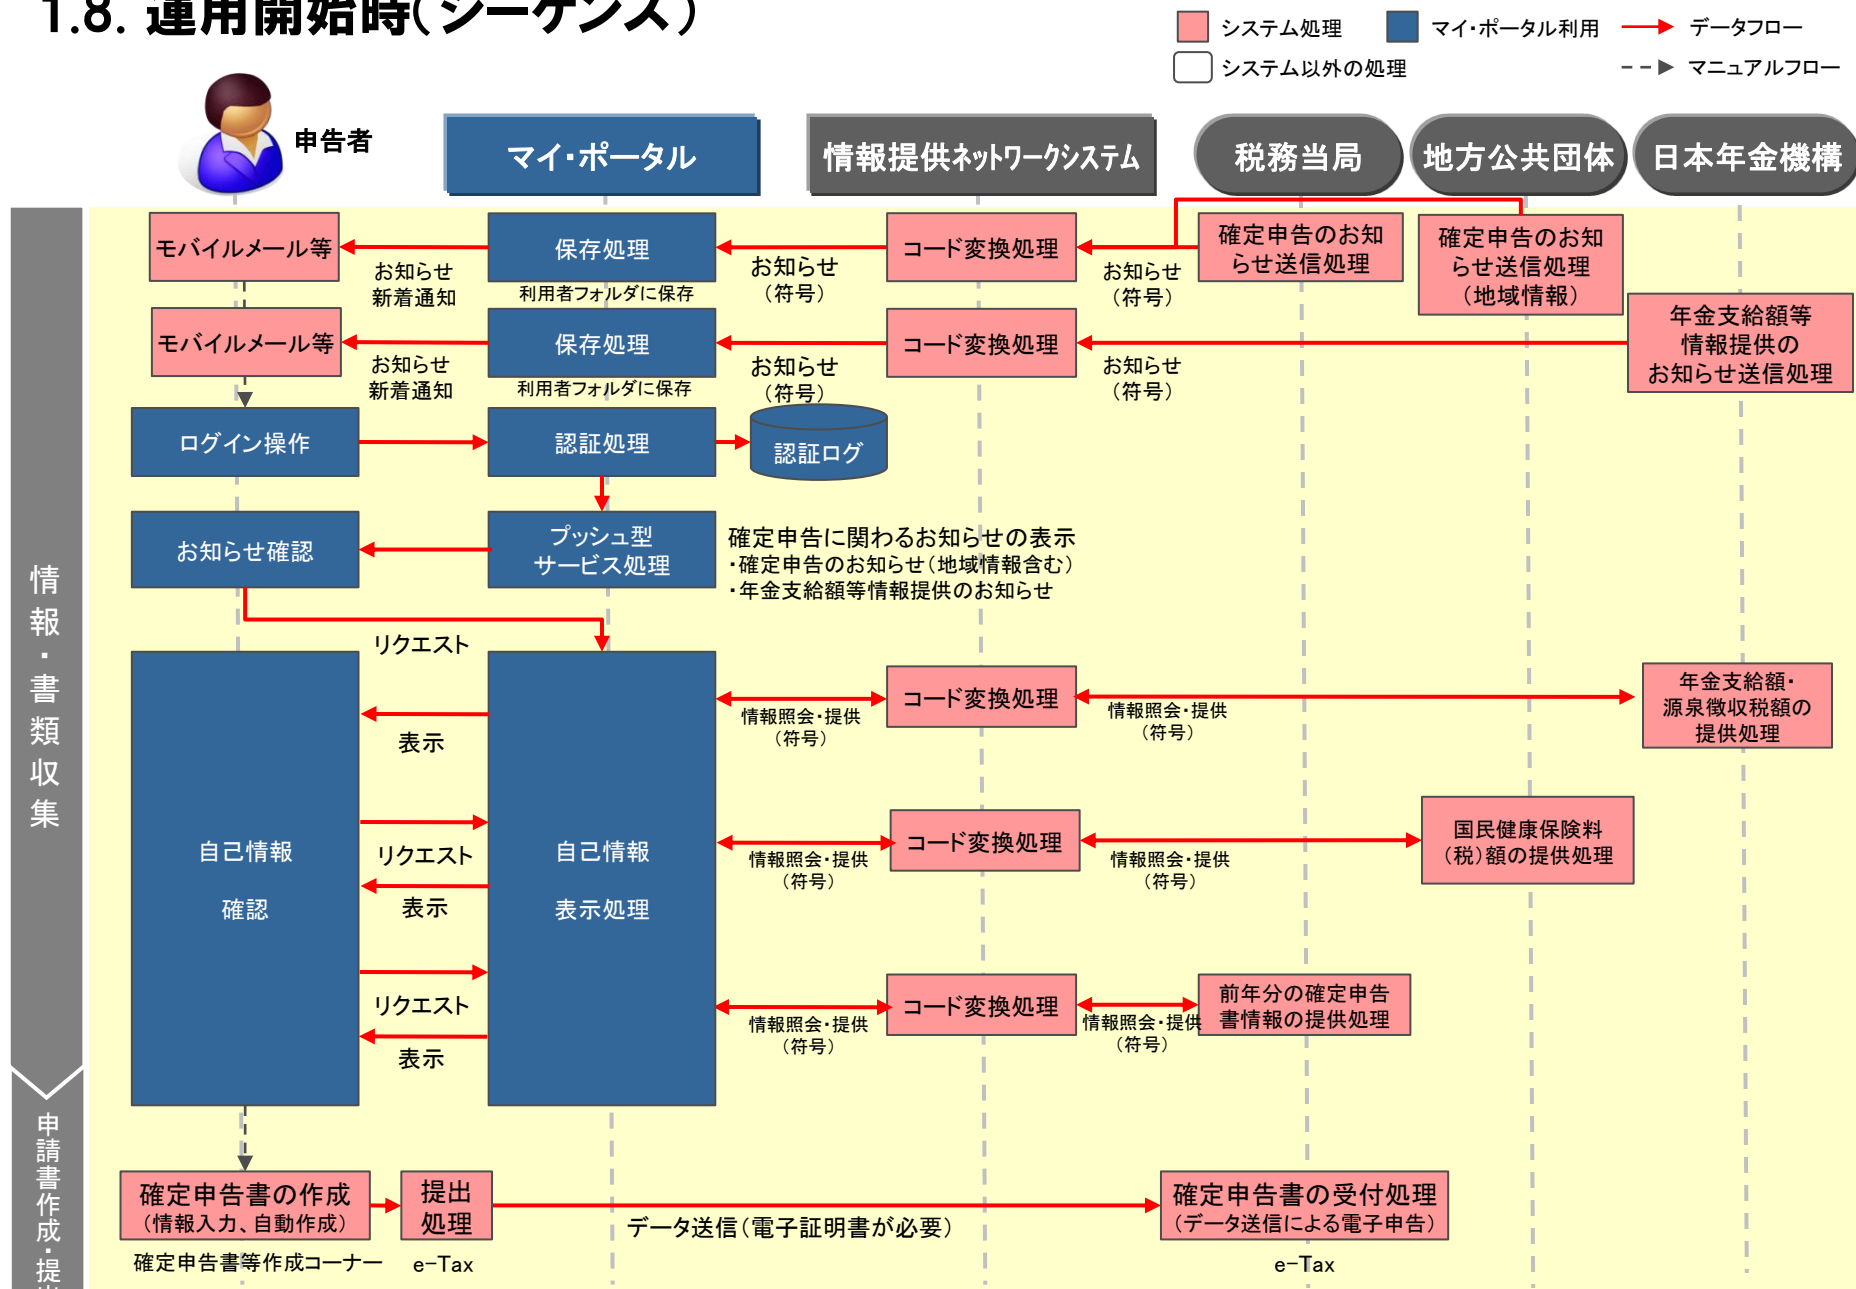 1.8. 運用開始時(シーケンス)
システム処理
マイ・ポータル利用
データフロー
システム以外の処理
マニュアルフロー
申告者
マイ・ポータル
情報提供ネットワークシステム
税務当局
地方公共団体
日本年金機構
情報・書類収集
モバイルメール等
お知らせ
新着通知
保存処理
利用者フォルダに保存
お知らせ
(符号)
コード変換処理
お知らせ
(符号)
確定申告のお知
らせ送信処理
確定申告のお知
らせ送信処理
(地域情報)
モバイルメール等
お知らせ
新着通知
保存処理
利用者フォルダに保存
お知らせ
(符号)
コード変換処理
お知らせ
(符号)
年金支給額等
情報提供の
お知らせ送信処理
ログイン操作
認証処理
認証ログ
お知らせ確認
プッシュ型
サービス処理
確定申告に関わるお知らせの表示
・確定申告のお知らせ(地域情報含む)
・年金支給額等情報提供のお知らせ
リクエスト
自己情報
確認
自己情報
表示処理
表示
情報照会・提供
(符号)
コード変換処理
情報照会・提供
(符号)
年金支給額・
源泉徴収税額の
提供処理
リクエスト
表示
情報照会・提供
(符号)
コード変換処理
情報照会・提供
(符号)
国民健康保険料
(税)額の提供処理
リクエスト
表示
情報照会・提供
(符号)
コード変換処理
情報照会・提供
(符号)
前年分の確定申告
書情報の提供処理
申請書作成・提
確定申告書の作成
(情報入力、自動作成)
確定申告書等作成コーナー
提出
処理
e-Tax
データ送信(電子証明書が必要)
確定申告書の受付処理
(データ送信による電子申告)
e-Tax